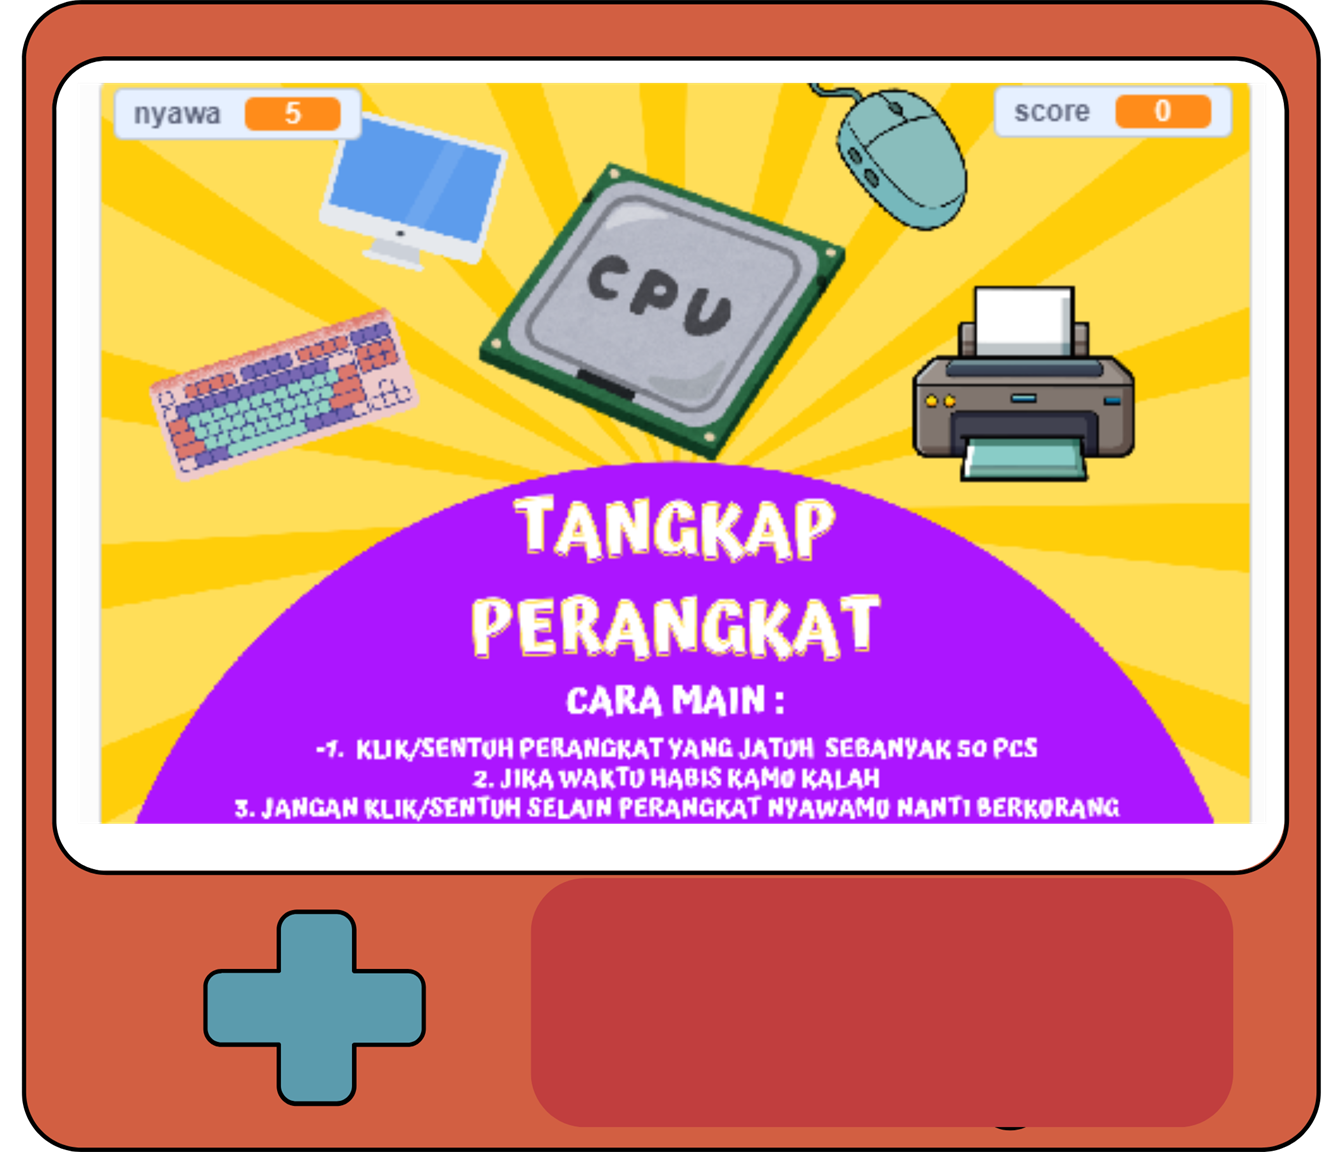 nyawa 5
score 0
CPU
TANGKAP
PERANGKAT
CARA MAIN :
-1. KLIK/SENTUH PERANGKAT YANG JATUH SEBANYAK 50 PCS
2. JIKA WAKTU HABIS KAMU KALAH
3. JANGAN KLIK/SENTUH SELAIN PERANGKAT NYAWAMU NANTI BERKURANG